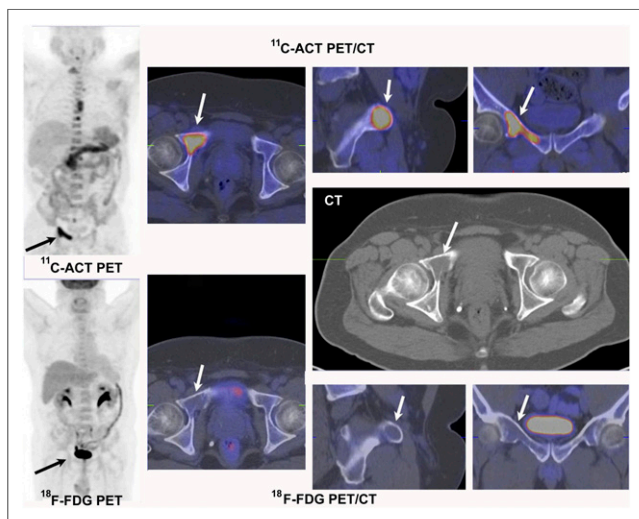 ¹¹C-ACT PET/CT
CT
¹¹C-ACT PET
¹⁸F-FDG PET
¹⁸F-FDG PET/CT